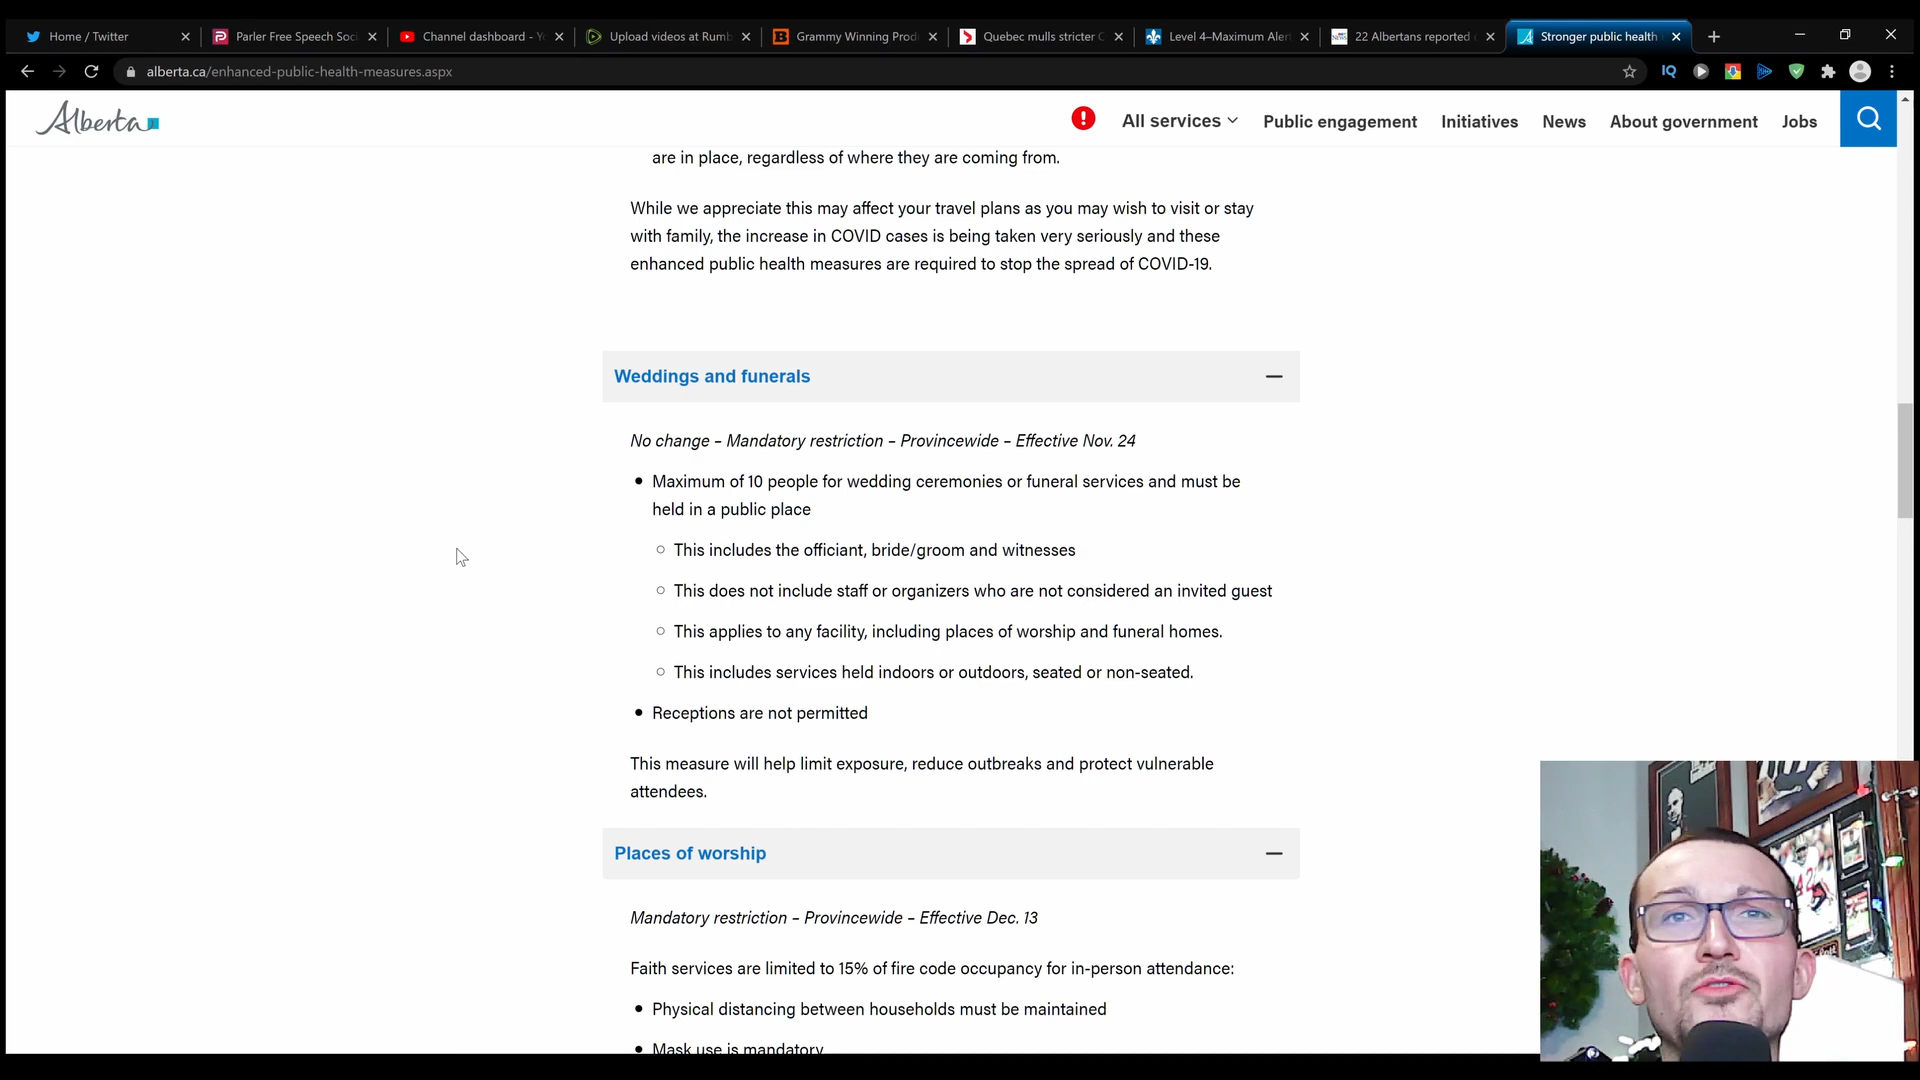 Home / Twitter
Parler Free Speech Soci
Channel dashboard - Y
Upload videos at Rumb
Grammy Winning Prod
Quebec mulls stricter C
Level 4–Maximum Aler
22 Albertans reported
Stronger public health
alberta.ca/enhanced-public-health-measures.aspx
IQ
Alberta
All services
Public engagement
Initiatives
News
About government
Jobs
are in place, regardless of where they are coming from.
While we appreciate this may affect your travel plans as you may wish to visit or stay
with family, the increase in COVID cases is being taken very seriously and these
enhanced public health measures are required to stop the spread of COVID-19.
Weddings and funerals
No change – Mandatory restriction – Provincewide – Effective Nov. 24
Maximum of 10 people for wedding ceremonies or funeral services and must be
held in a public place
This includes the officiant, bride/groom and witnesses
This does not include staff or organizers who are not considered an invited guest
This applies to any facility, including places of worship and funeral homes.
This includes services held indoors or outdoors, seated or non-seated.
Receptions are not permitted
This measure will help limit exposure, reduce outbreaks and protect vulnerable
attendees.
Places of worship
Mandatory restriction – Provincewide – Effective Dec. 13
Faith services are limited to 15% of fire code occupancy for in-person attendance:
Physical distancing between households must be maintained
Mask use is mandatory